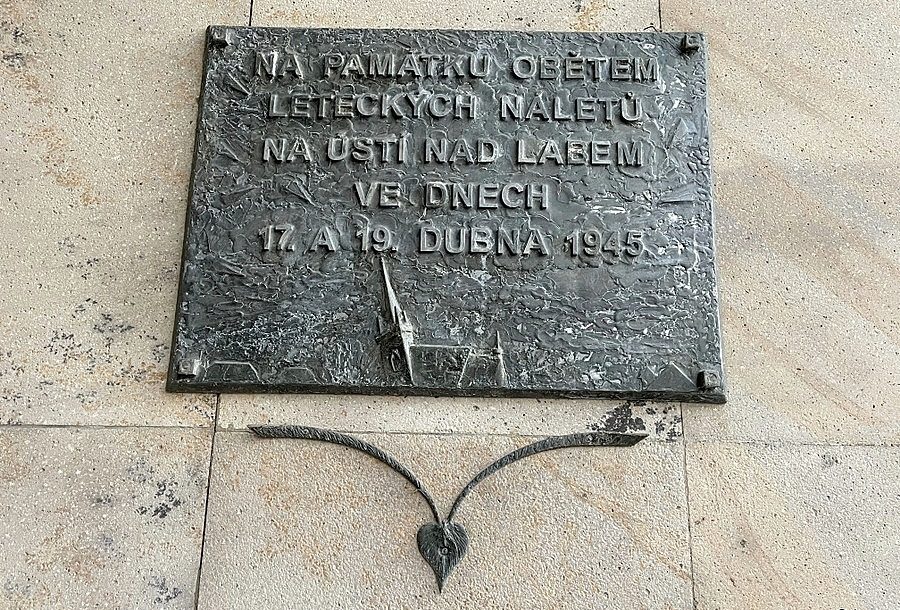 NA PAMÁTKU OBĚTEM
LETECKÝCH NÁLETŮ
NA ÚSTÍ NAD LABEM
VE DNECH
17. A 19. DUBNA 1945